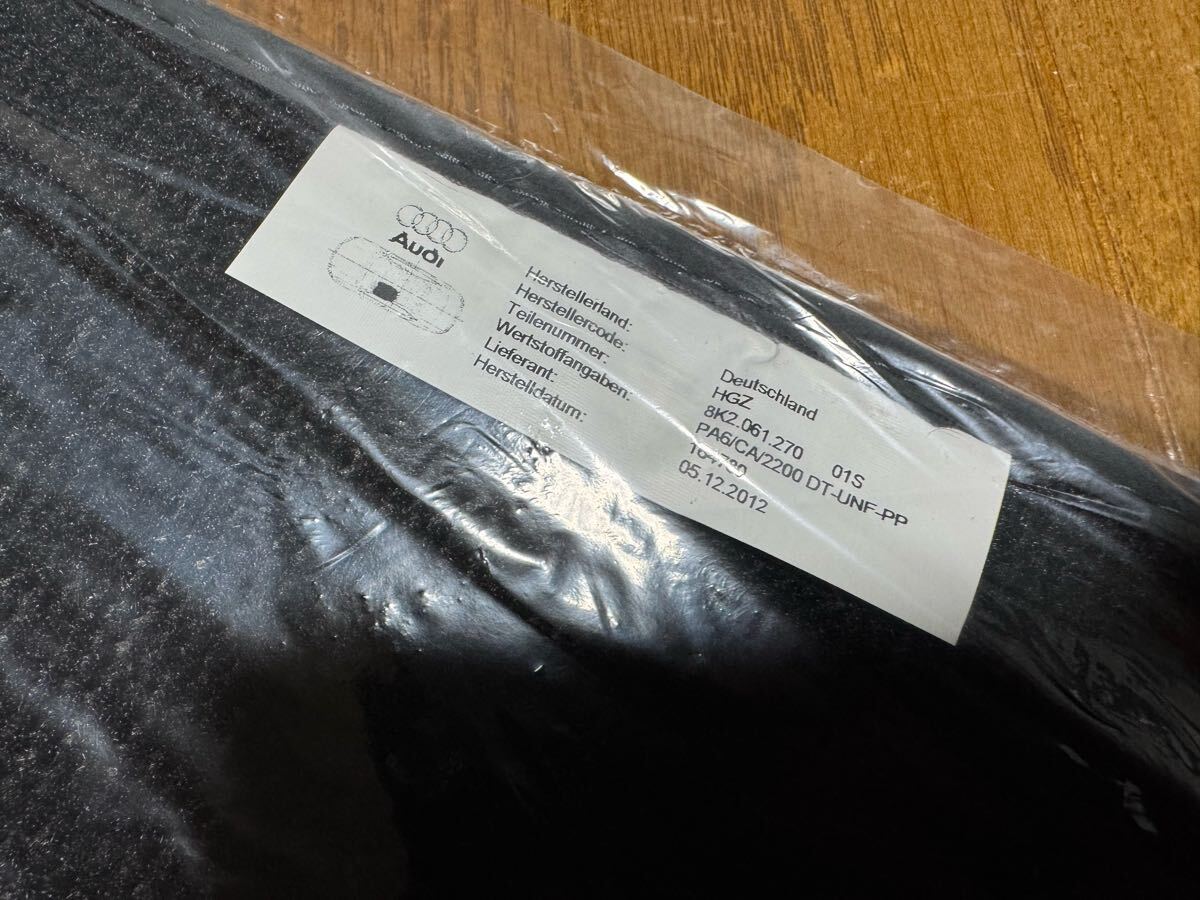 Audi
Herstellerland: Deutschland
Herstellercode: HGZ
Teilenummer: 8K2.061.270 01S
Wertstoffangaben: PA6/CA/2200 DT-UNF-PP
Lieferant:
Herstelldatum: 05.12.2012